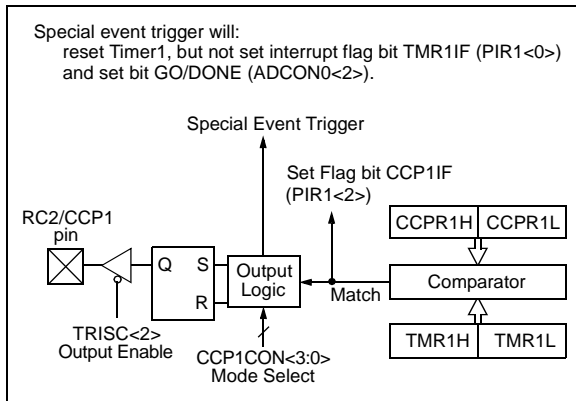 Special event trigger will:
reset Timer1, but not set interrupt flag bit TMR1IF (PIR1<0>)
and set bit GO/DONE (ADCON0<2>).
Special Event Trigger
Set Flag bit CCP1IF
(PIR1<2>)
RC2/CCP1
pin
CCPR1H CCPR1L
Q S
R
Output
Logic
Match
Comparator
TRISC<2>
Output Enable
CCP1CON<3:0>
Mode Select
TMR1H TMR1L